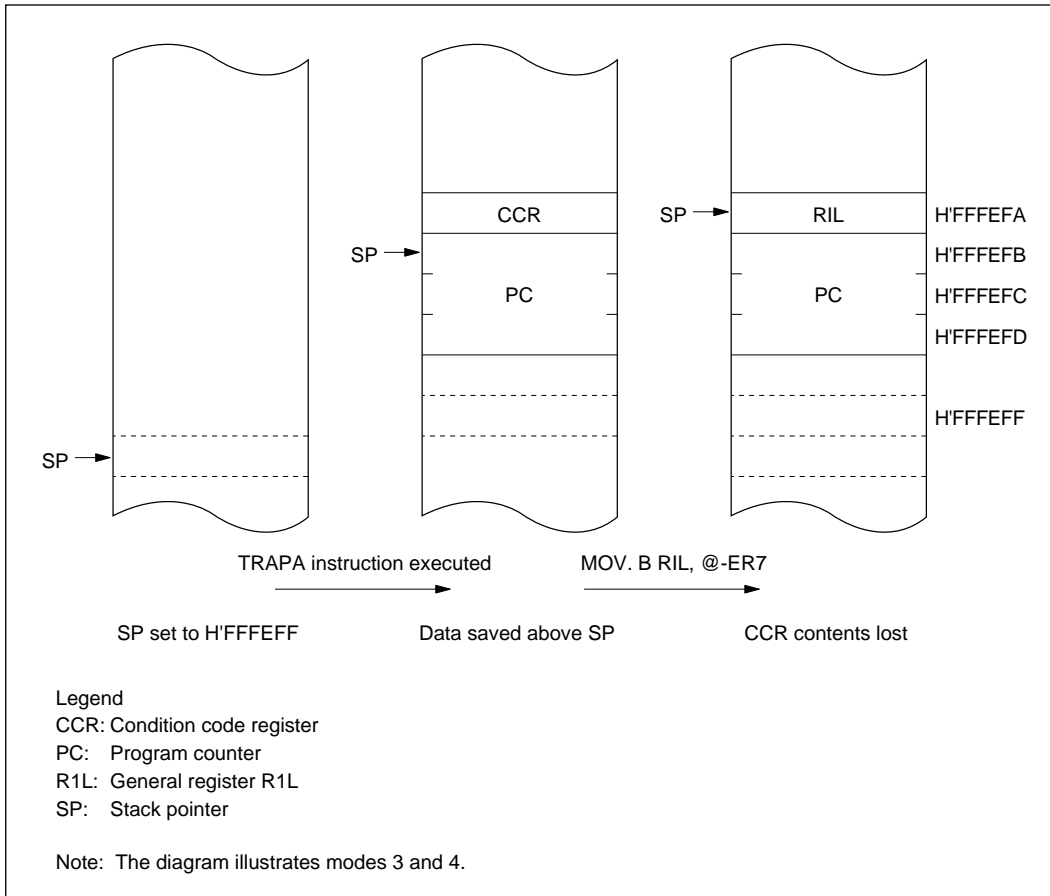 CCR
SP
RIL
H'FFFEFA
SP
H'FFFEFB
PC
PC
H'FFFEFC
H'FFFEFD
H'FFFEFF
SP
TRAPA instruction executed
MOV. B RIL, @-ER7
SP set to H'FFFEFF
Data saved above SP
CCR contents lost
Legend
CCR: Condition code register
PC: Program counter
R1L: General register R1L
SP: Stack pointer
Note: The diagram illustrates modes 3 and 4.